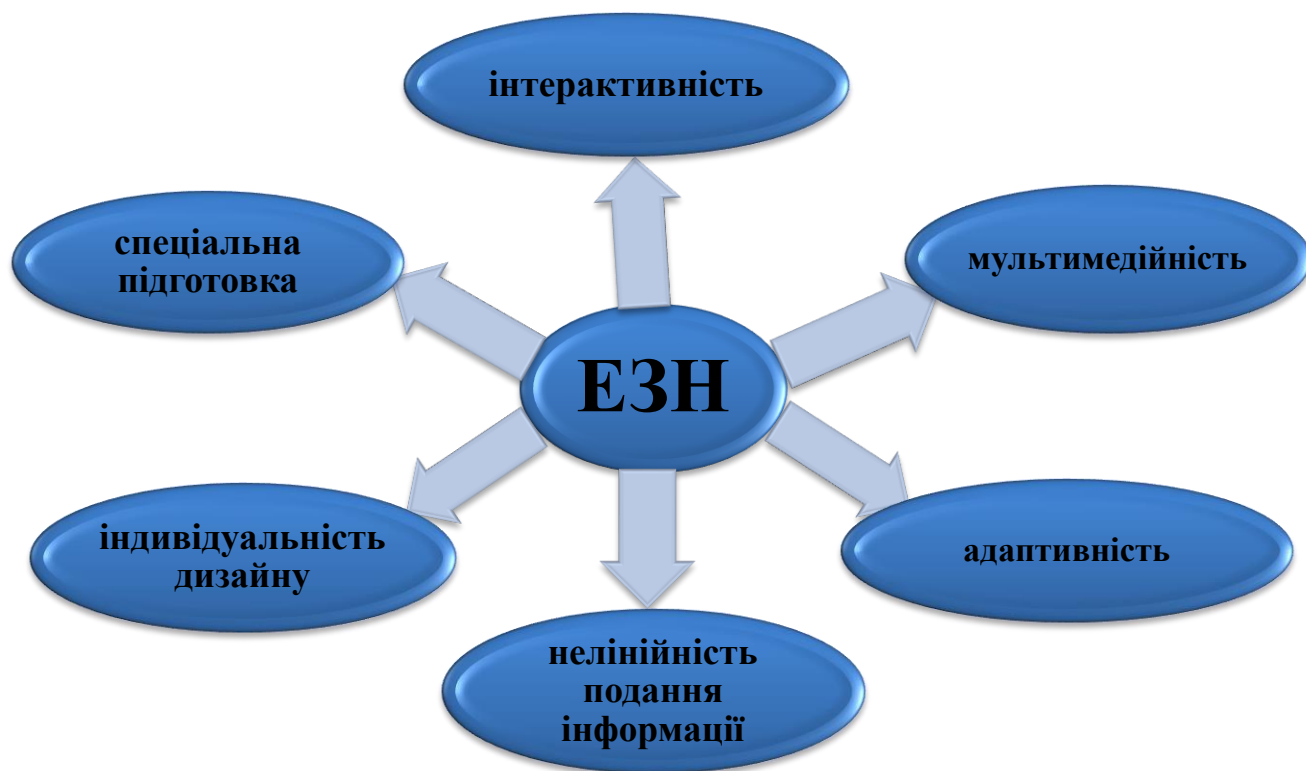 інтерактивність
спеціальна
підготовка
мультимедійність
ЕЗН
індивідуальність
дизайну
адаптивність
нелінійність
подання
інформації